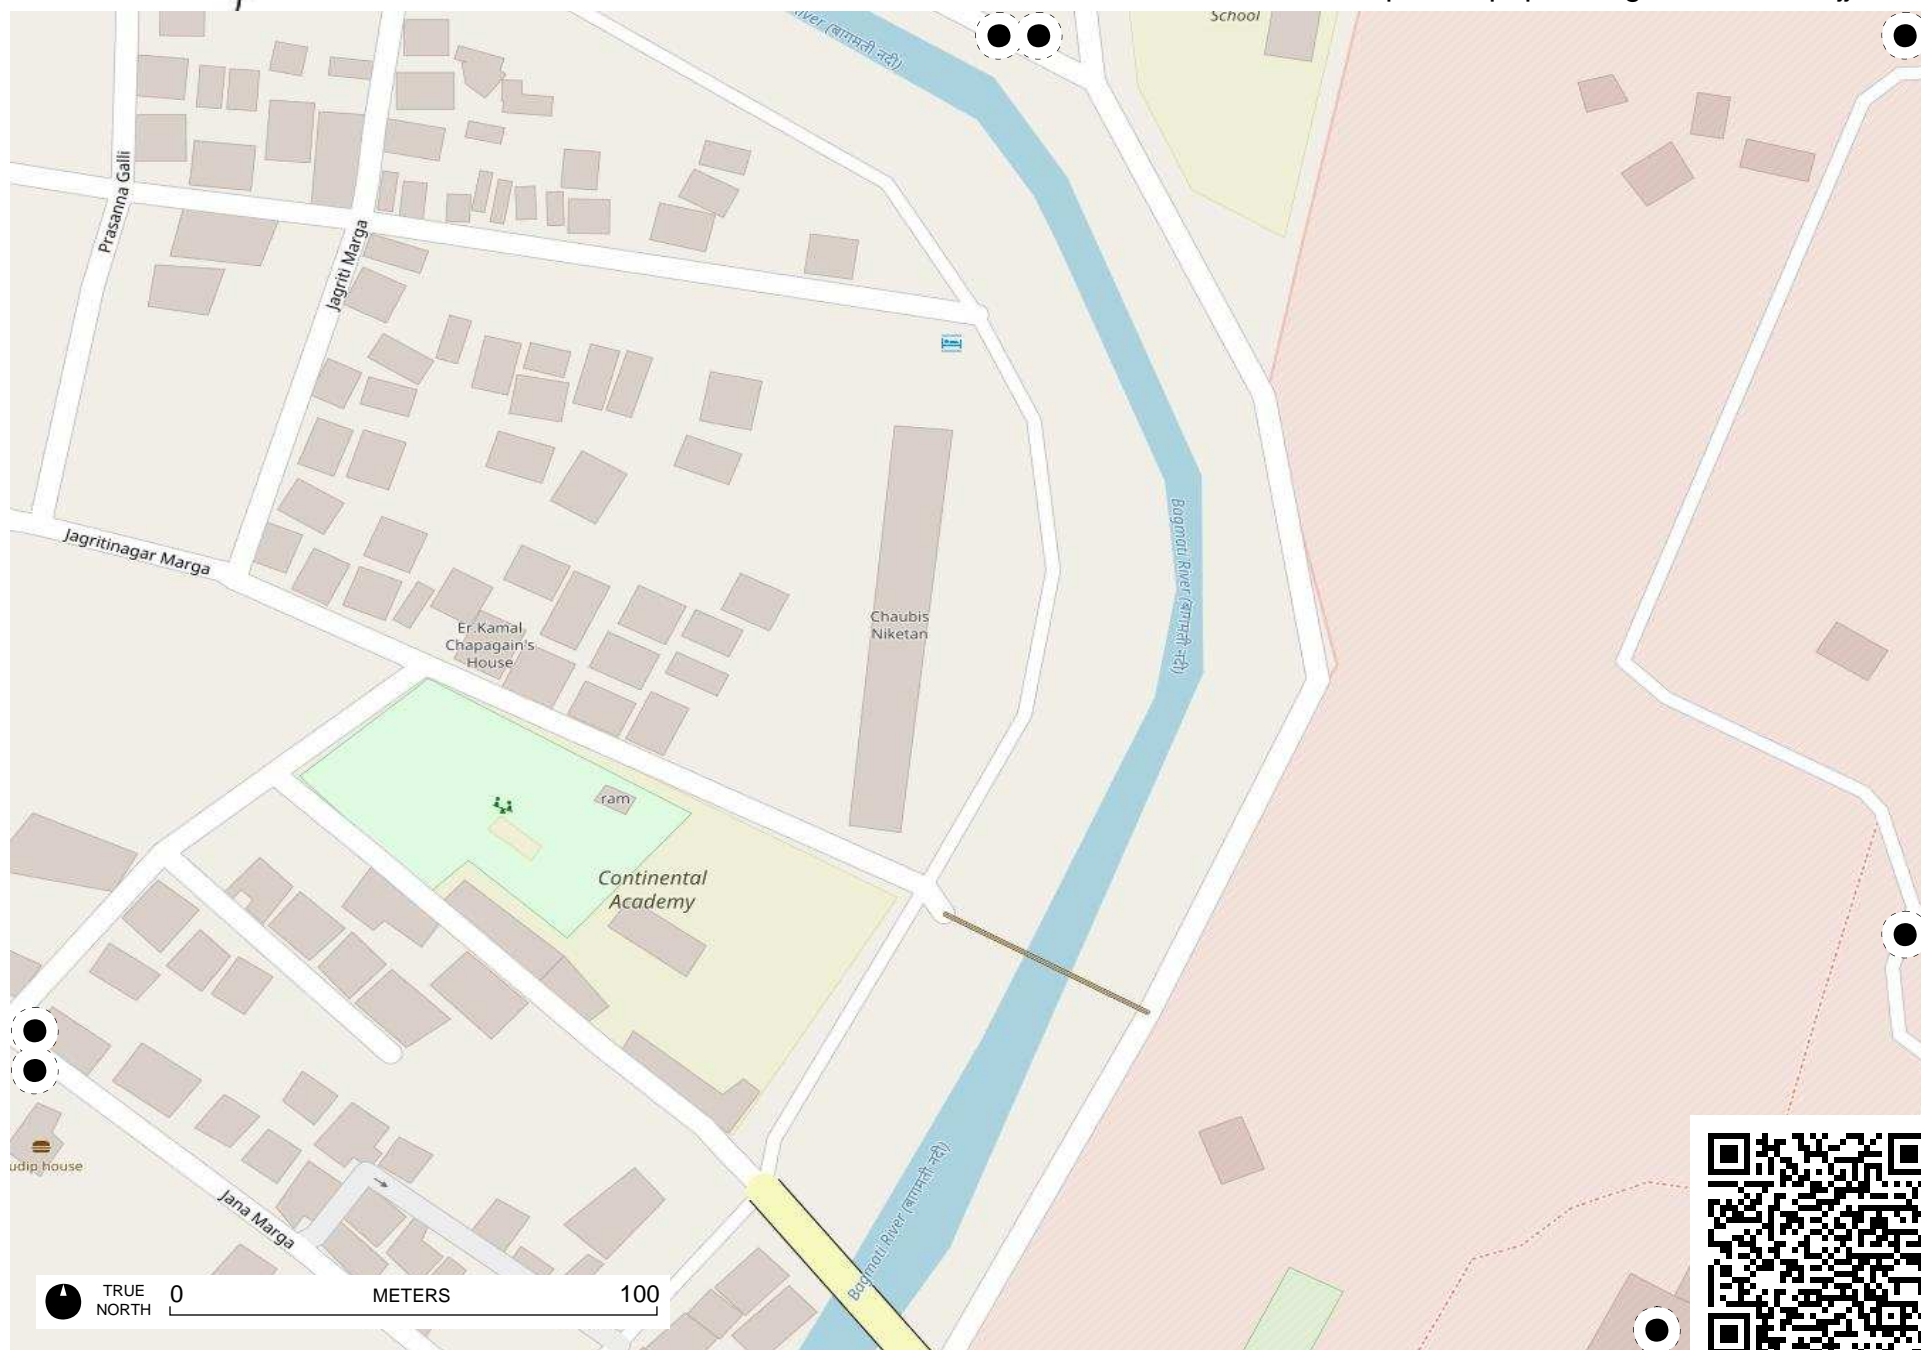 School
River (बागमती नदी)
Prasanna Galli
Jagriti Marga
Bagmati River (बागमती नदी)
Jagritinagar Marga
Chaubis
Niketan
Er.Kamal
Chapagain's
House
ram
Continental
Academy
udip house
Jana Marga
Bagmati River (बागमती नदी)
TRUE
NORTH
0 METERS 100